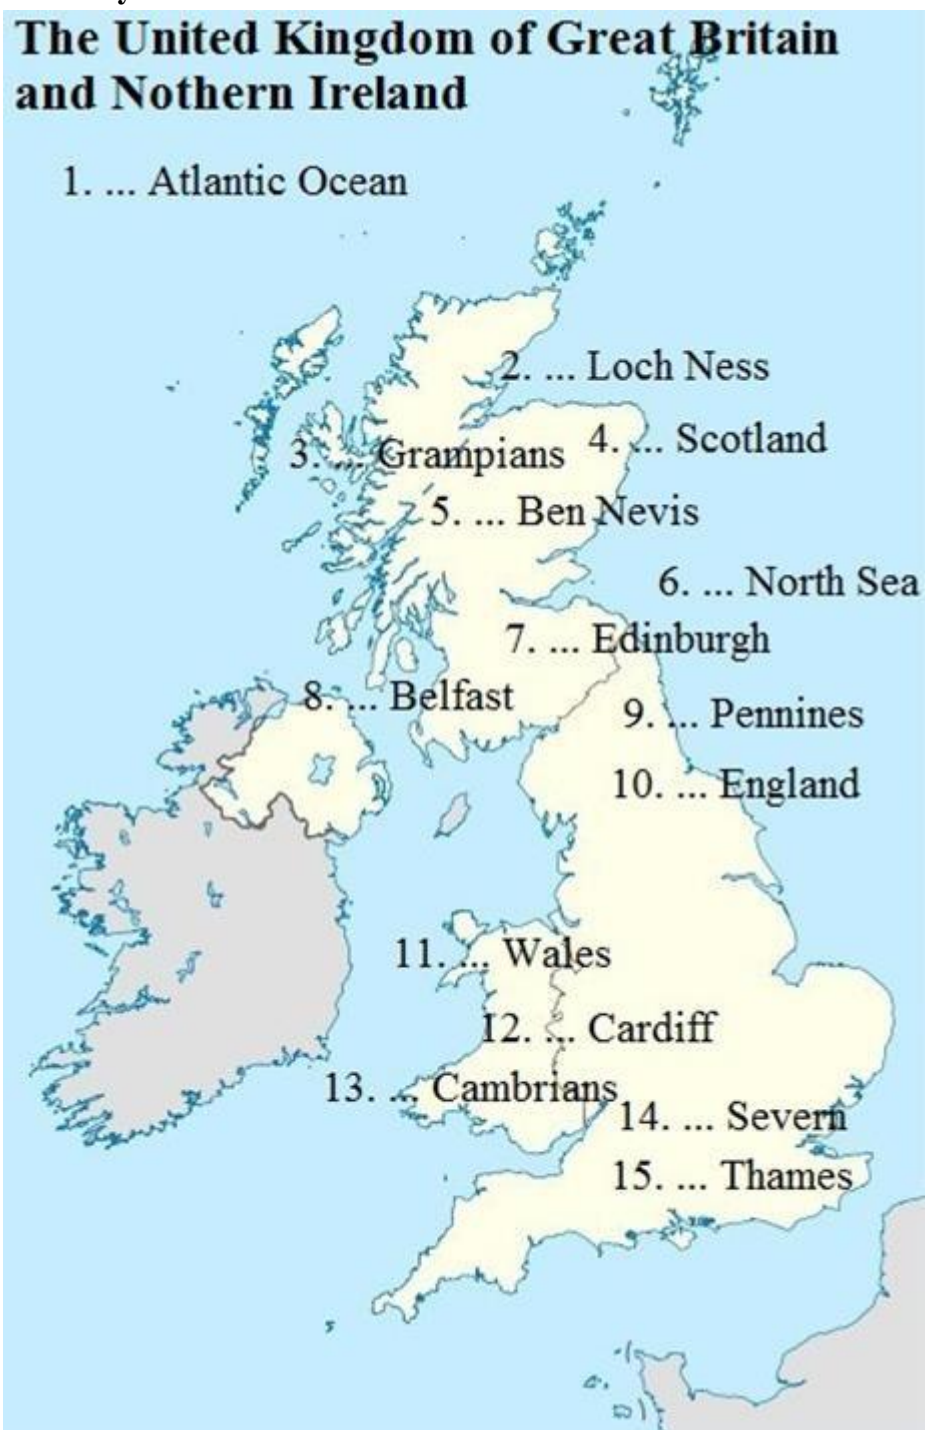 The United Kingdom of Great Britain
and Nothern Ireland
1. ... Atlantic Ocean
2. ... Loch Ness
3. ... Grampians
4. ... Scotland
5. ... Ben Nevis
6. ... North Sea
7. ... Edinburgh
8. ... Belfast
9. ... Pennines
10. ... England
11. ... Wales
12. ... Cardiff
13. ... Cambrians
14. ... Severn
15. ... Thames